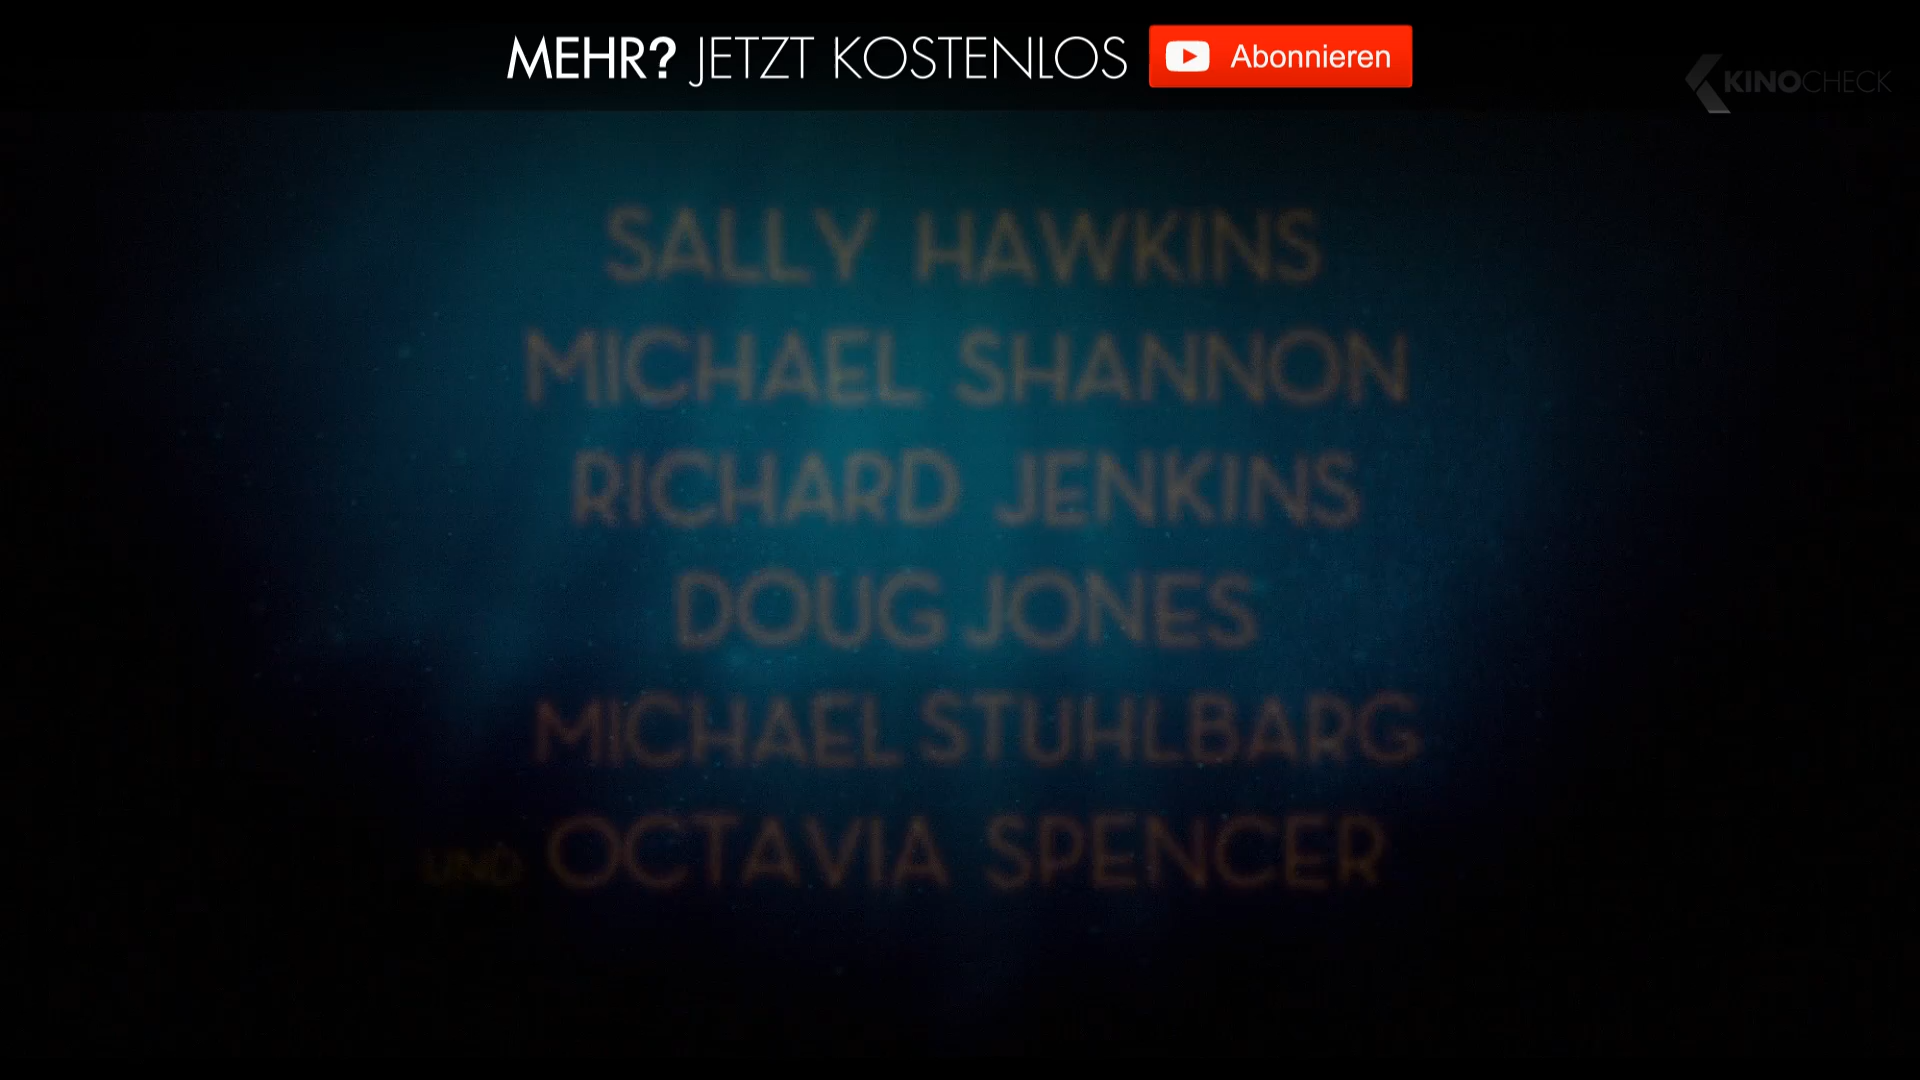 MEHR? JETZT KOSTENLOS Abonnieren
KINOCHECK
SALLY HAWKINS
MICHAEL SHANNON
RICHARD JENKINS
DOUG JONES
MICHAEL STUHLBARG
UND OCTAVIA SPENCER